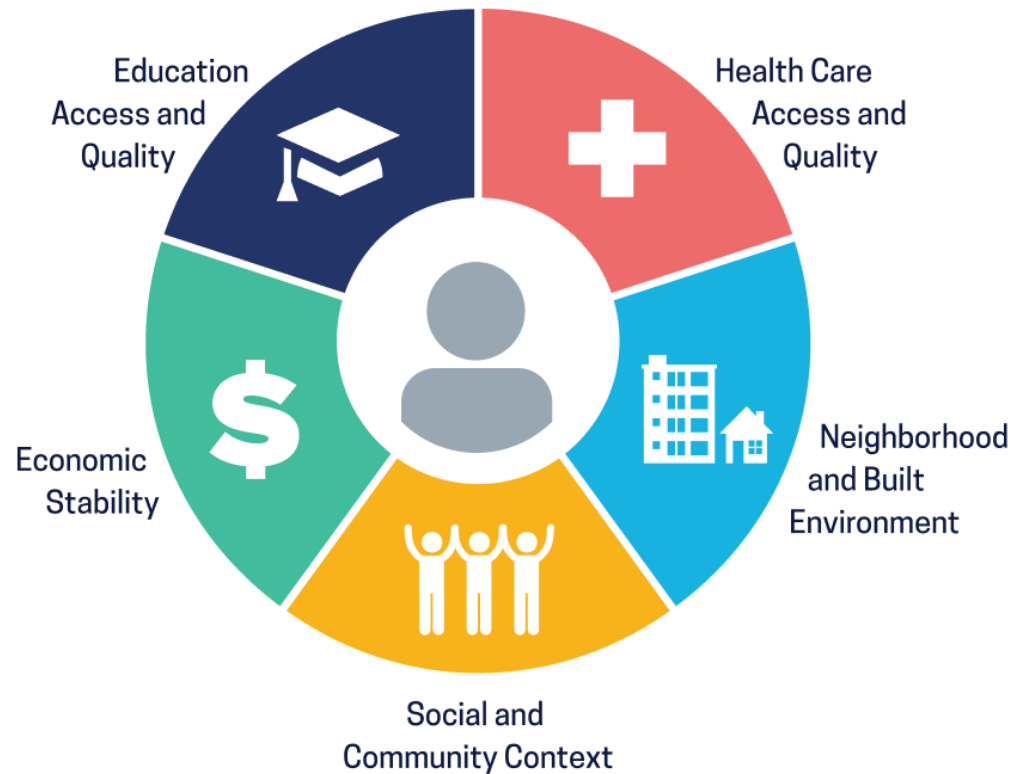 Education
Access and
Quality
Health Care
Access and
Quality
Economic
Stability
Neighborhood
and Built
Environment
Social and
Community Context